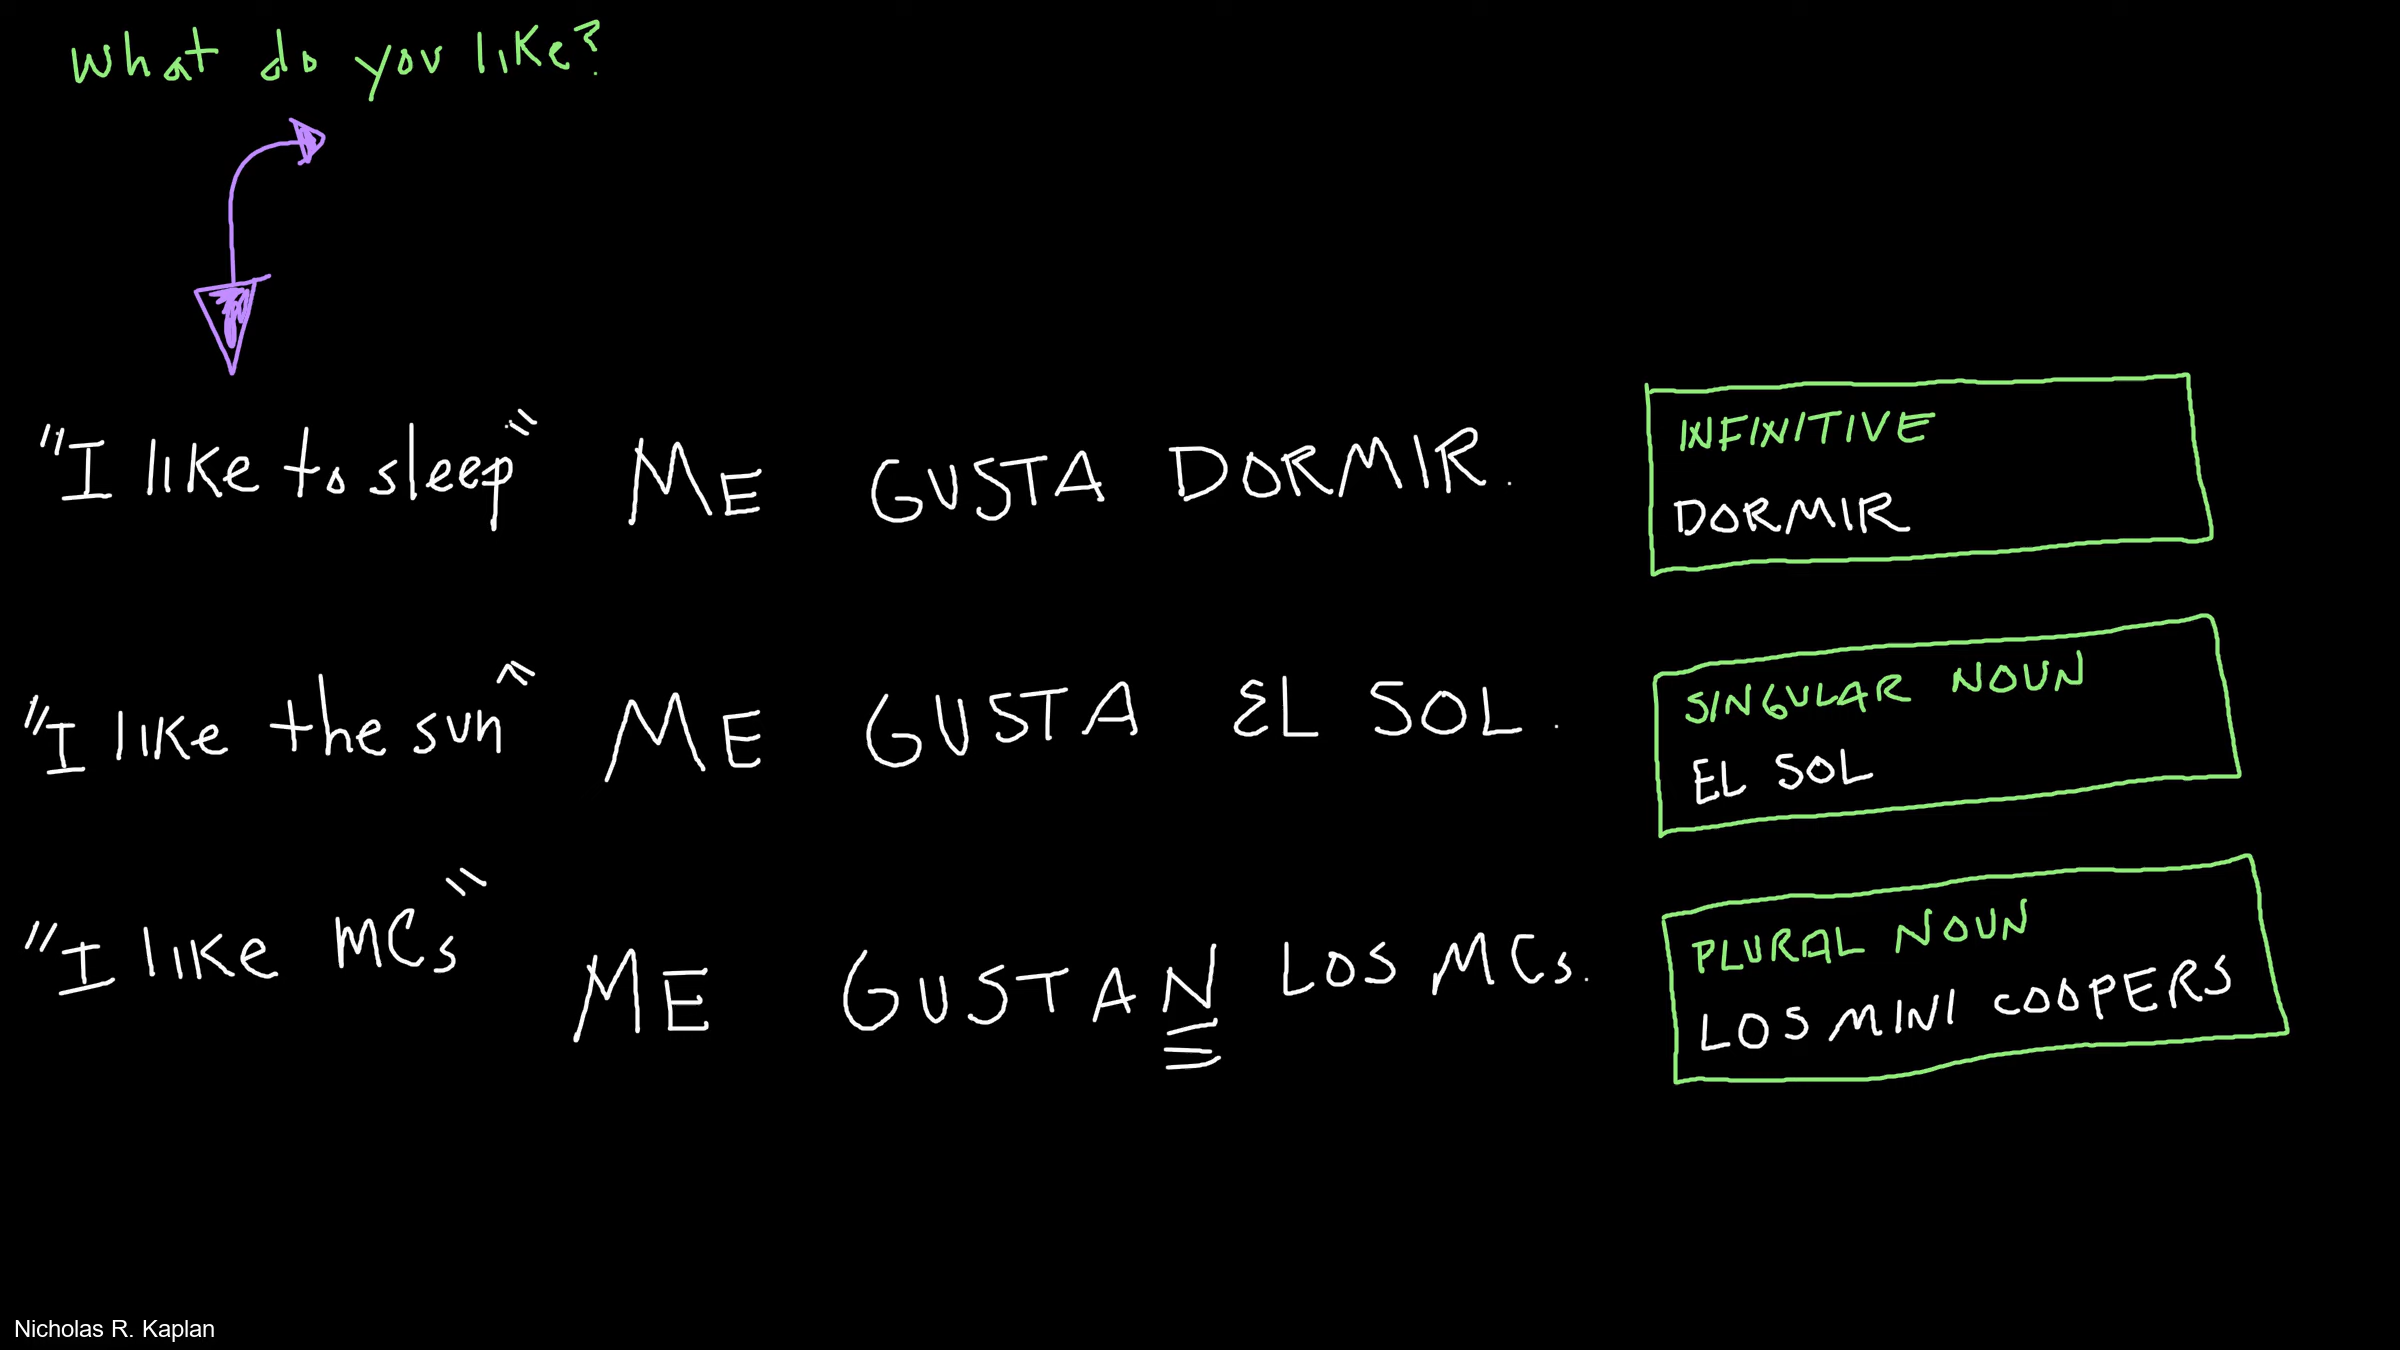 What do you like?
"I like to sleep" ME GUSTA DORMIR.
INFINITIVE
DORMIR
"I like the sun" ME GUSTA EL SOL.
SINGULAR NOUN
EL SOL
"I like MCs" ME GUSTAN LOS MCs.
PLURAL NOUN
LOS MINI COOPERS
Nicholas R. Kaplan